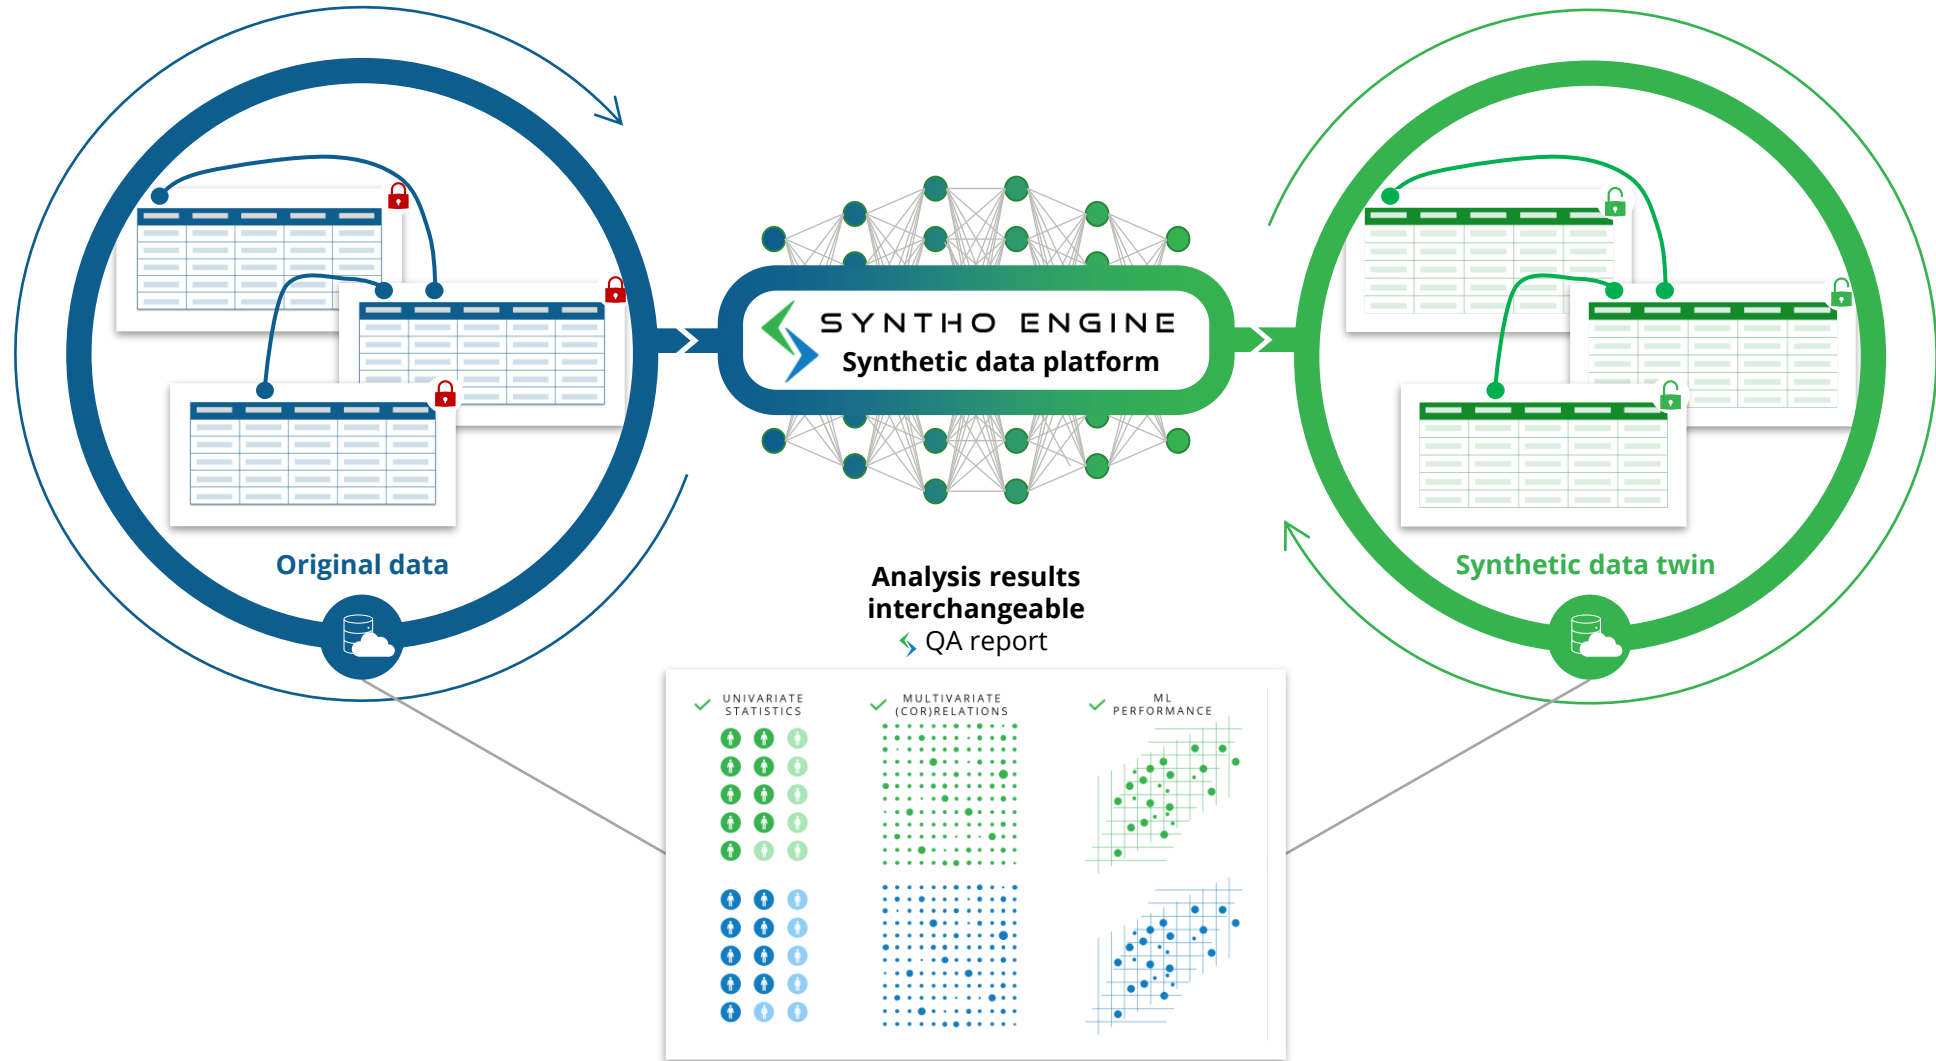 SYNTHO ENGINE
Synthetic data platform
Original data
Synthetic data twin
Analysis results
interchangeable
QA report
UNIVARIATE
STATISTICS
MULTIVARIATE
(COR)RELATIONS
ML
PERFORMANCE